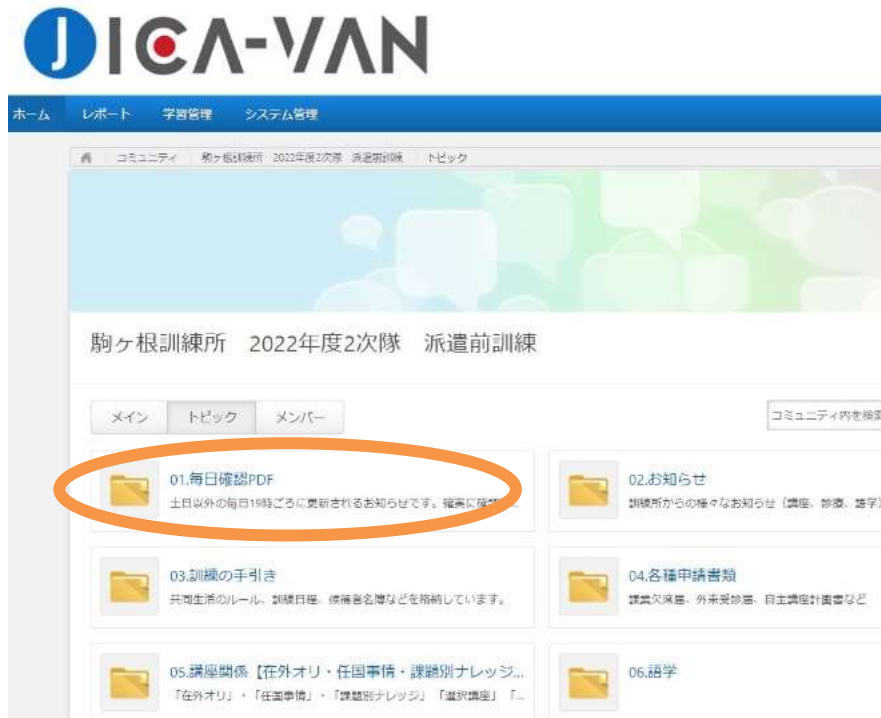 JICA-VAN
ホーム レポート 学習管理 システム管理
コミュニティ 駒ヶ根訓練所 2022年度2次隊 派遣前訓練 トピック
駒ヶ根訓練所 2022年度2次隊 派遣前訓練
メイン トピック メンバー
コミュニティ内を検索
01.毎日確認PDF
土日以外の毎日19時ごろに更新されるお知らせです。確実に確認...
02.お知らせ
訓練所からの様々なお知らせ（講座、診療、語学）
03.訓練の手引き
共同生活のルール、訓練日程、候補者名簿などを格納しています。
04.各種申請書類
課業欠席届、外来受診届、自主講座計画書など
05.講座関係【在外オリ・任国事情・課題別ナレッジ...
「在外オリ」・「任国事情」・「課題別ナレッジ」「選択講座」「...
06.語学